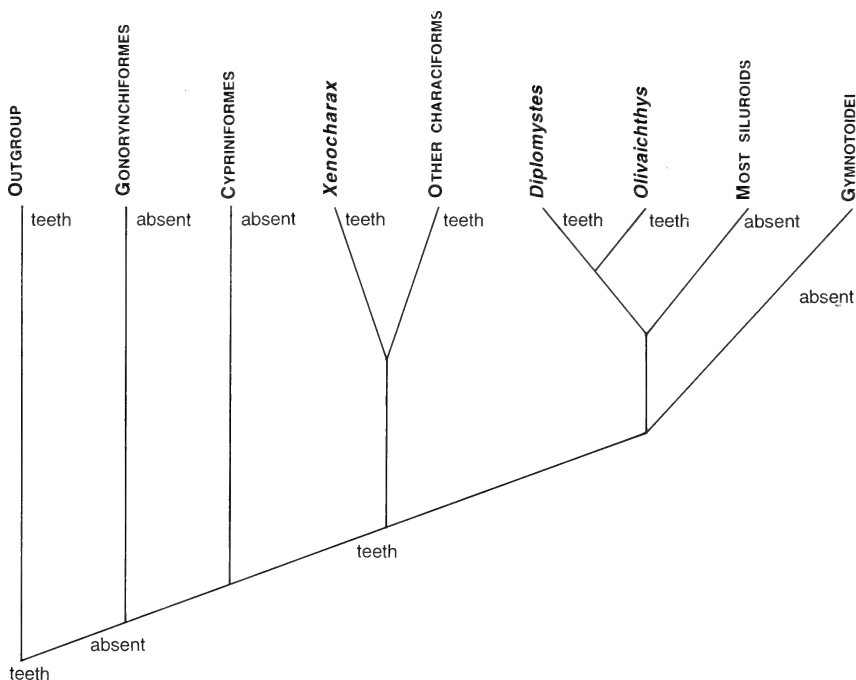 OUTGROUP
GONORYNCHIFORMES
CYPRINIFORMES
Xenocharax
OTHER CHARACIFORMS
Diplomystes
Olivaichthys
MOST SILUROIDS
GYMNOTOIDEI
teeth
absent
absent
teeth
teeth
teeth
teeth
absent
absent
teeth
absent
teeth